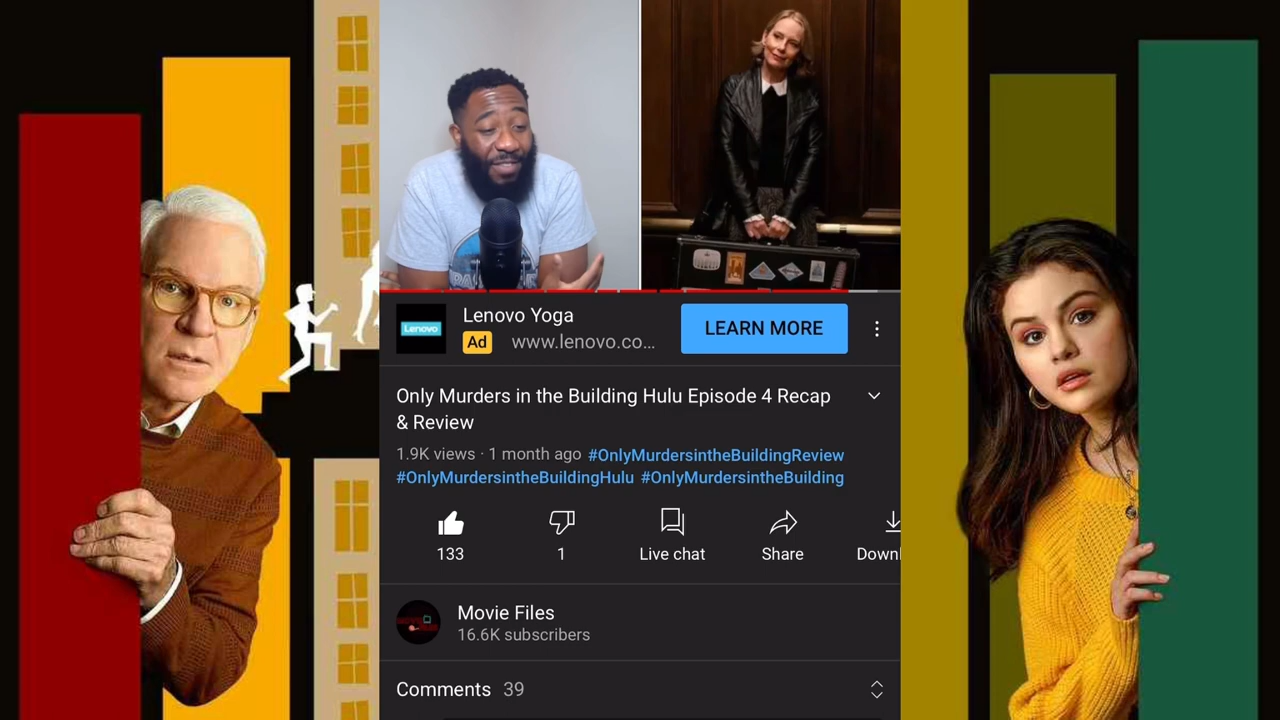 Lenovo
Lenovo Yoga
Ad www.lenovo.co...
LEARN MORE
Only Murders in the Building Hulu Episode 4 Recap
& Review
1.9K views · 1 month ago #OnlyMurdersintheBuildingReview
#OnlyMurdersintheBuildingHulu #OnlyMurdersintheBuilding
133
1
Live chat
Share
Downl
Movie Files
16.6K subscribers
Comments 39